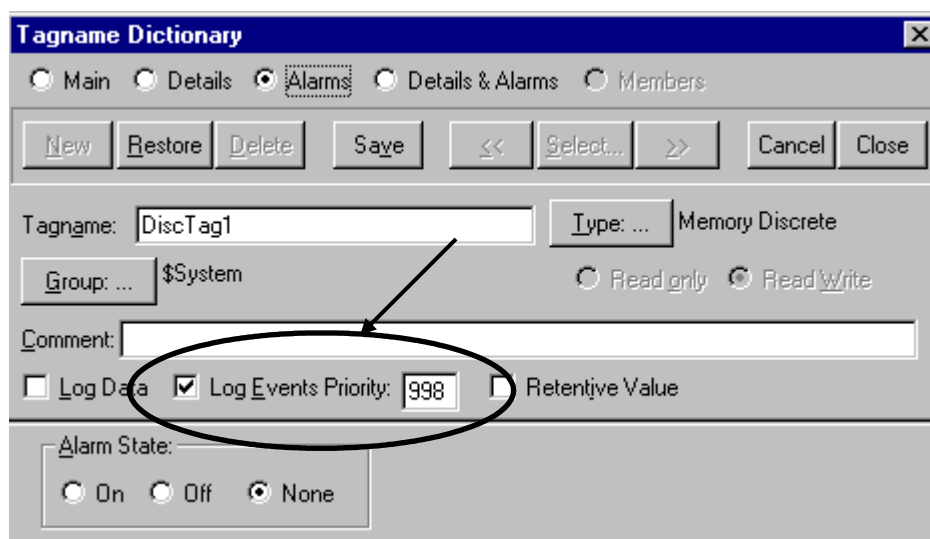 Tagname Dictionary
Main Details Alarms Details & Alarms Members
New Restore Delete Save << Select... >> Cancel Close
Tagname: DiscTag1 Type: ... Memory Discrete
Group: ... $System Read only Read Write
Comment:
Log Data Log Events Priority: 998 Retentive Value
Alarm State:
On Off None